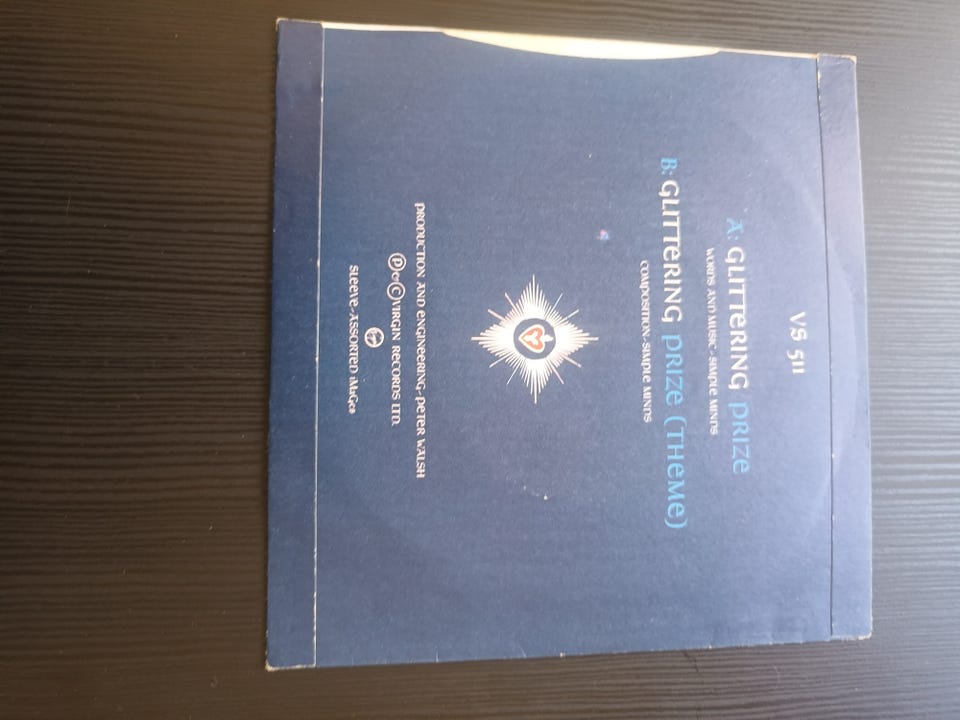 VS 511
A: GLITTERING PRIZE
WORDS AND MUSIC-SIMPLE MINDS
B: GLITTERING PRIZE (THEME)
COMPOSITION-SIMPLE MINDS
PRODUCTION AND ENGINEERING-PETER WALSH
Ⓟ&Ⓒ VIRGIN RECORDS LTD.
SLEEVE-ASSORTED iMaGes